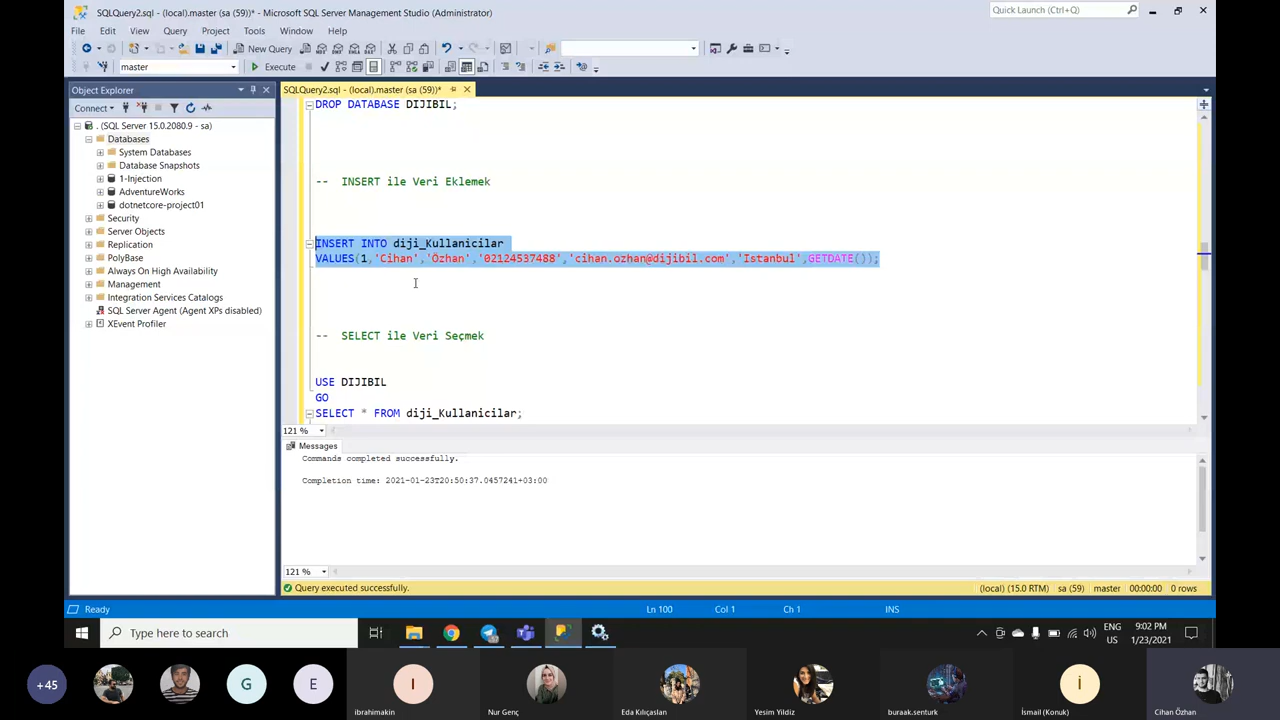 SQLQuery2.sql - (local).master (sa (59))* - Microsoft SQL Server Management Studio (Administrator)
Quick Launch (Ctrl+Q)
File Edit View Query Project Tools Window Help
New Query
master
Execute
Object Explorer
SQLQuery2.sql - (local).master (sa (59))*
Connect
. (SQL Server 15.0.2080.9 - sa)
Databases
System Databases
Database Snapshots
1-Injection
AdventureWorks
dotnetcore-project01
Security
Server Objects
Replication
PolyBase
Always On High Availability
Management
Integration Services Catalogs
SQL Server Agent (Agent XPs disabled)
XEvent Profiler
DROP DATABASE DIJIBIL;
-- INSERT ile Veri Eklemek
INSERT INTO diji_Kullanicilar
VALUES(1,'Cihan','Özhan','02124537488','cihan.ozhan@dijibil.com','Istanbul',GETDATE());
-- SELECT ile Veri Seçmek
USE DIJIBIL
GO
SELECT * FROM diji_Kullanicilar;
121 %
Messages
Commands completed successfully.
Completion time: 2021-01-23T20:50:37.0457241+03:00
121 %
Query executed successfully.
(local) (15.0 RTM) sa (59) master 00:00:00 0 rows
Ready
Ln 100 Col 1 Ch 1 INS
Type here to search
ENG
US
9:02 PM
1/23/2021
+45
G
E
I
İ
ibrahimakin
Nur Genç
Eda Kılıçaslan
Yesim Yildiz
buraak.senturk
İsmail (Konuk)
Cihan Özhan